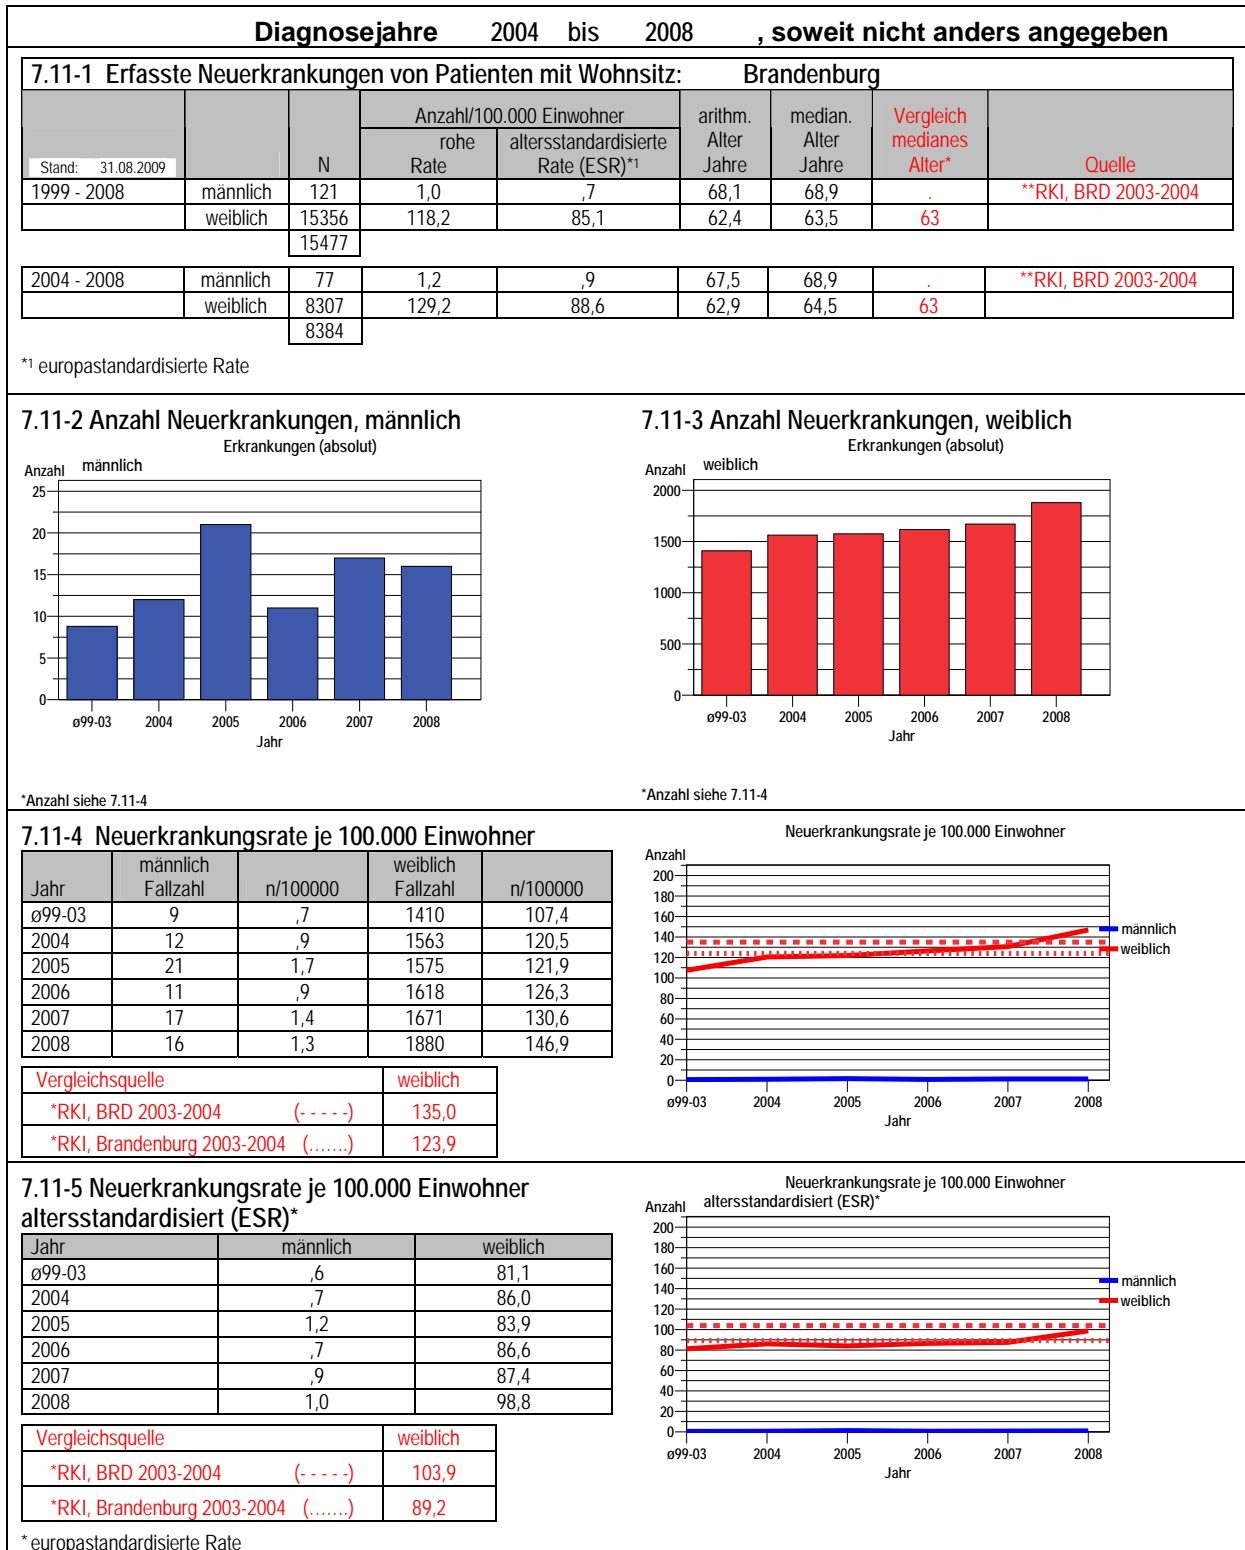 Diagnosejahre 2004 bis 2008 , soweit nicht anders angegeben
7.11-1 Erfasste Neuerkrankungen von Patienten mit Wohnsitz: Brandenburg
Anzahl/100.000 Einwohner arithm. median. Vergleich
rohe altersstandardisierte Alter Alter medianes
Stand: 31.08.2009 N Rate Rate (ESR)*1 Jahre Jahre Alter* Quelle
1999 - 2008 männlich 121 1,0 ,7 68,1 68,9 . **RKI, BRD 2003-2004
weiblich 15356 118,2 85,1 62,4 63,5 63
15477
2004 - 2008 männlich 77 1,2 ,9 67,5 68,9 . **RKI, BRD 2003-2004
weiblich 8307 129,2 88,6 62,9 64,5 63
8384
*1 europastandardisierte Rate
7.11-2 Anzahl Neuerkrankungen, männlich
Erkrankungen (absolut)
Anzahl männlich
25
20
15
10
5
0
ø99-03 2004 2005 2006 2007 2008
Jahr
*Anzahl siehe 7.11-4
7.11-3 Anzahl Neuerkrankungen, weiblich
Erkrankungen (absolut)
Anzahl weiblich
2000
1500
1000
500
0
ø99-03 2004 2005 2006 2007 2008
Jahr
*Anzahl siehe 7.11-4
7.11-4 Neuerkrankungsrate je 100.000 Einwohner
männlich weiblich
Jahr Fallzahl n/100000 Fallzahl n/100000
ø99-03 9 ,7 1410 107,4
2004 12 ,9 1563 120,5
2005 21 1,7 1575 121,9
2006 11 ,9 1618 126,3
2007 17 1,4 1671 130,6
2008 16 1,3 1880 146,9
Vergleichsquelle weiblich
*RKI, BRD 2003-2004 (- - - - -) 135,0
*RKI, Brandenburg 2003-2004 (.......) 123,9
Neuerkrankungsrate je 100.000 Einwohner
Anzahl
200
180
160
140
120
100
80
60
40
20
0
männlich
weiblich
ø99-03 2004 2005 2006 2007 2008
Jahr
7.11-5 Neuerkrankungsrate je 100.000 Einwohner
altersstandardisiert (ESR)*
Jahr männlich weiblich
ø99-03 ,6 81,1
2004 ,7 86,0
2005 1,2 83,9
2006 ,7 86,6
2007 ,9 87,4
2008 1,0 98,8
Vergleichsquelle weiblich
*RKI, BRD 2003-2004 (- - - - -) 103,9
*RKI, Brandenburg 2003-2004 (.......) 89,2
* europastandardisierte Rate
Neuerkrankungsrate je 100.000 Einwohner
Anzahl altersstandardisiert (ESR)*
200
180
160
140
120
100
80
60
40
20
0
männlich
weiblich
ø99-03 2004 2005 2006 2007 2008
Jahr